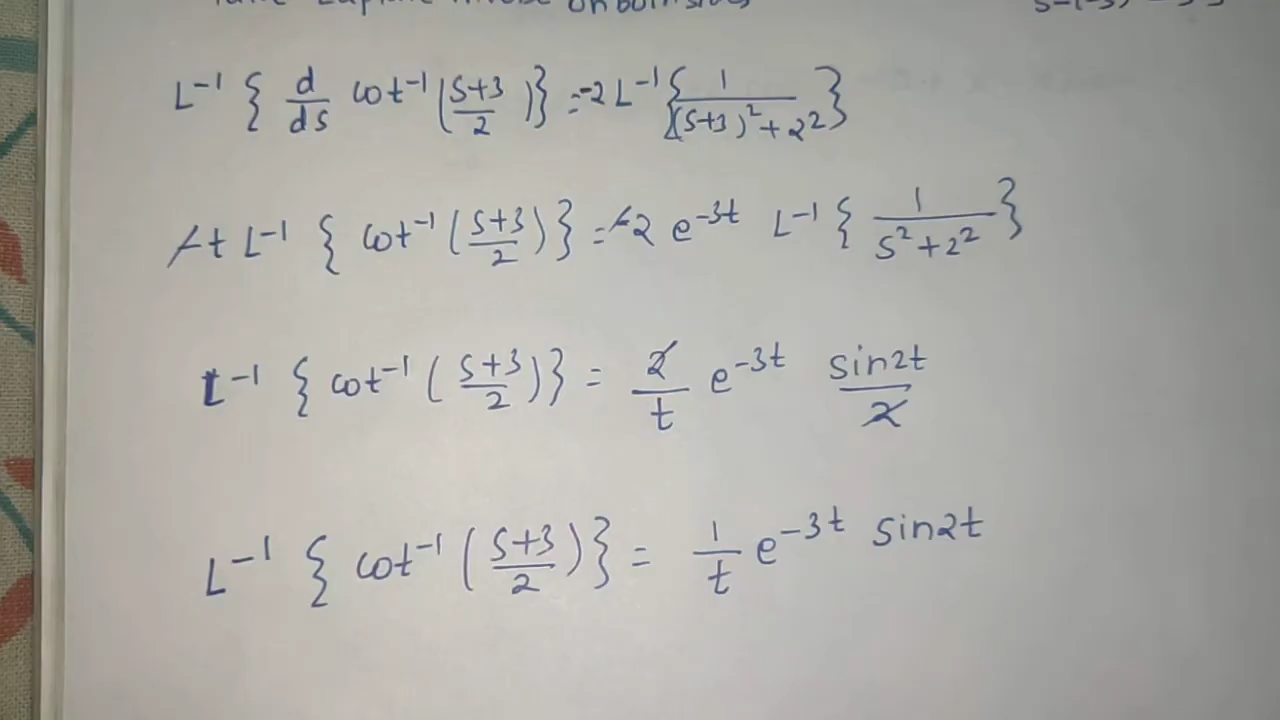 L⁻¹ { d/ds cot⁻¹ (s+3/2) } = -2 L⁻¹ { 1/(s+3)² + 2² }
-t L⁻¹ { cot⁻¹ (s+3/2) } = -2 e⁻³ᵗ L⁻¹ { 1/s² + 2² }
L⁻¹ { cot⁻¹ (s+3/2) } = 2/t e⁻³ᵗ sin2t/2
L⁻¹ { cot⁻¹ (s+3/2) } = 1/t e⁻³ᵗ sin2t